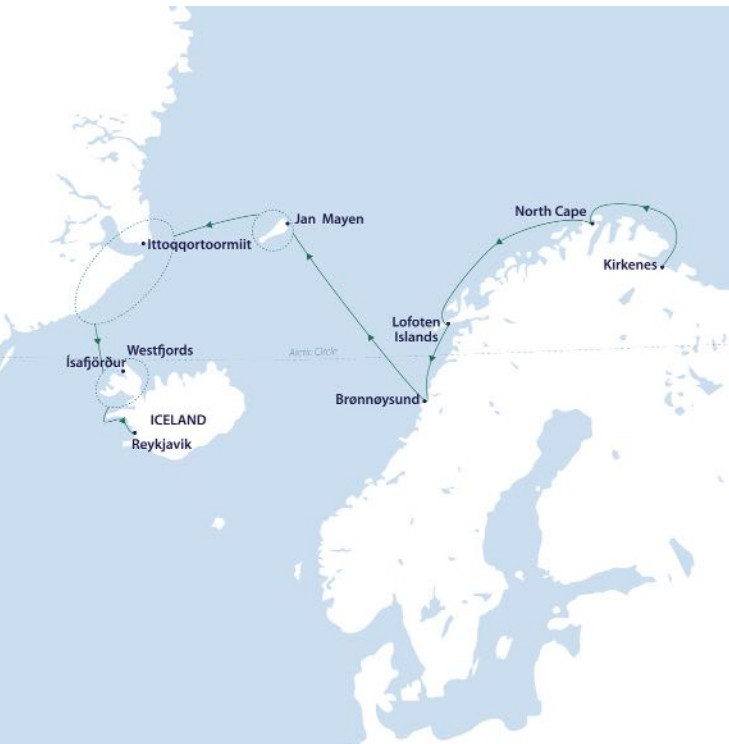 North Cape
Jan Mayen
Ittoqqortoormiit
Kirkenes
Lofoten
Islands
Arctic Circle
Westfjords
Ísafjörður
Brønnøysund
ICELAND
Reykjavik